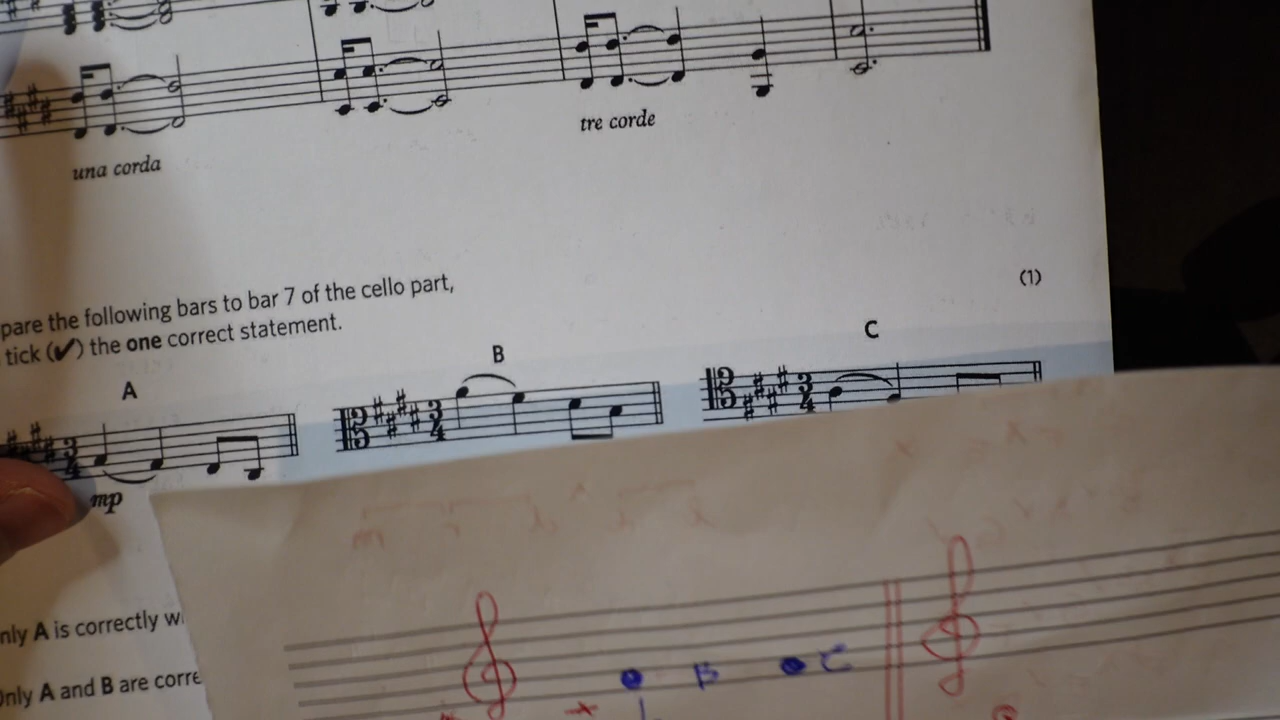 una corda
tre corde
(1)
pare the following bars to bar 7 of the cello part,
tick (✔) the one correct statement.
A
B
C
mp
nly A is correctly w
Only A and B are corre
C